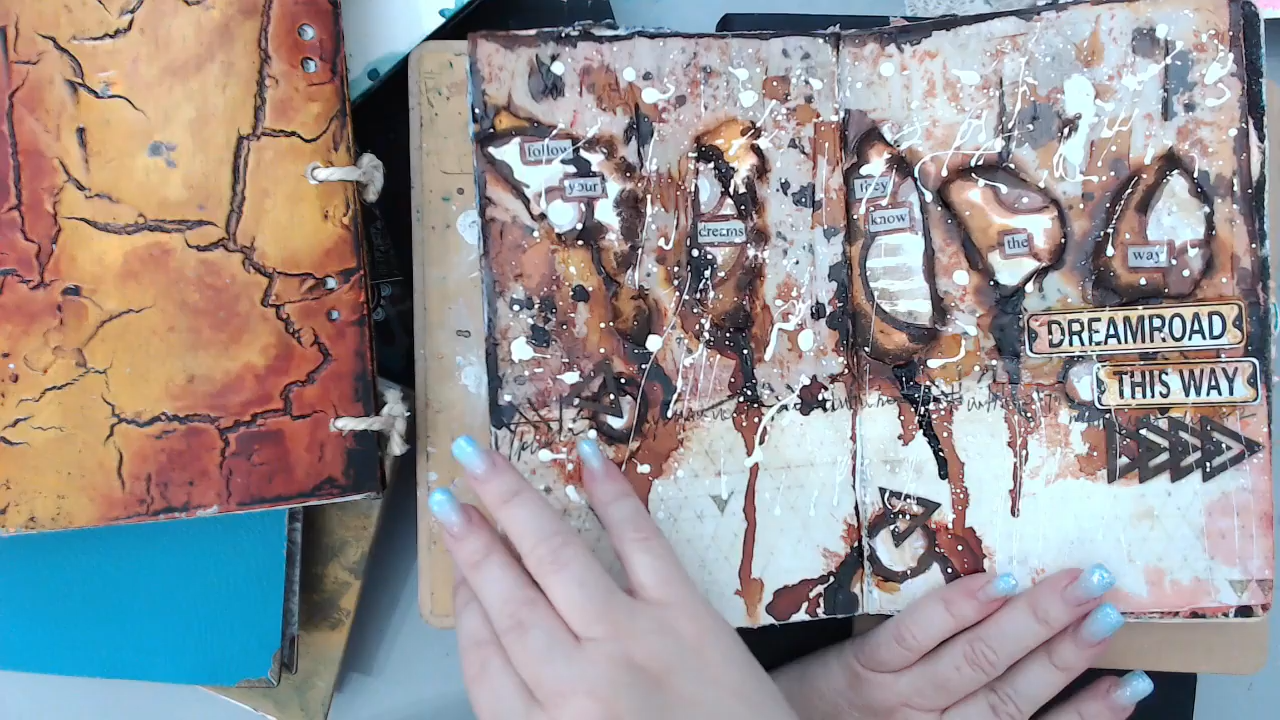 follow
your
dreams
they
know
the
way
DREAMROAD
THIS WAY